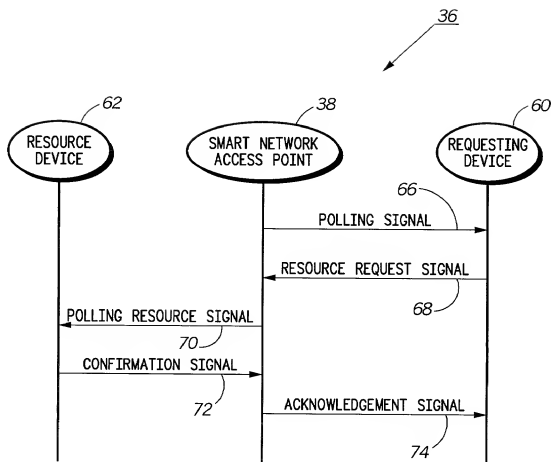 36
62
38
60
RESOURCE
DEVICE
SMART NETWORK
ACCESS POINT
REQUESTING
DEVICE
66
POLLING SIGNAL
RESOURCE REQUEST SIGNAL
68
POLLING RESOURCE SIGNAL
70
CONFIRMATION SIGNAL
72
ACKNOWLEDGEMENT SIGNAL
74